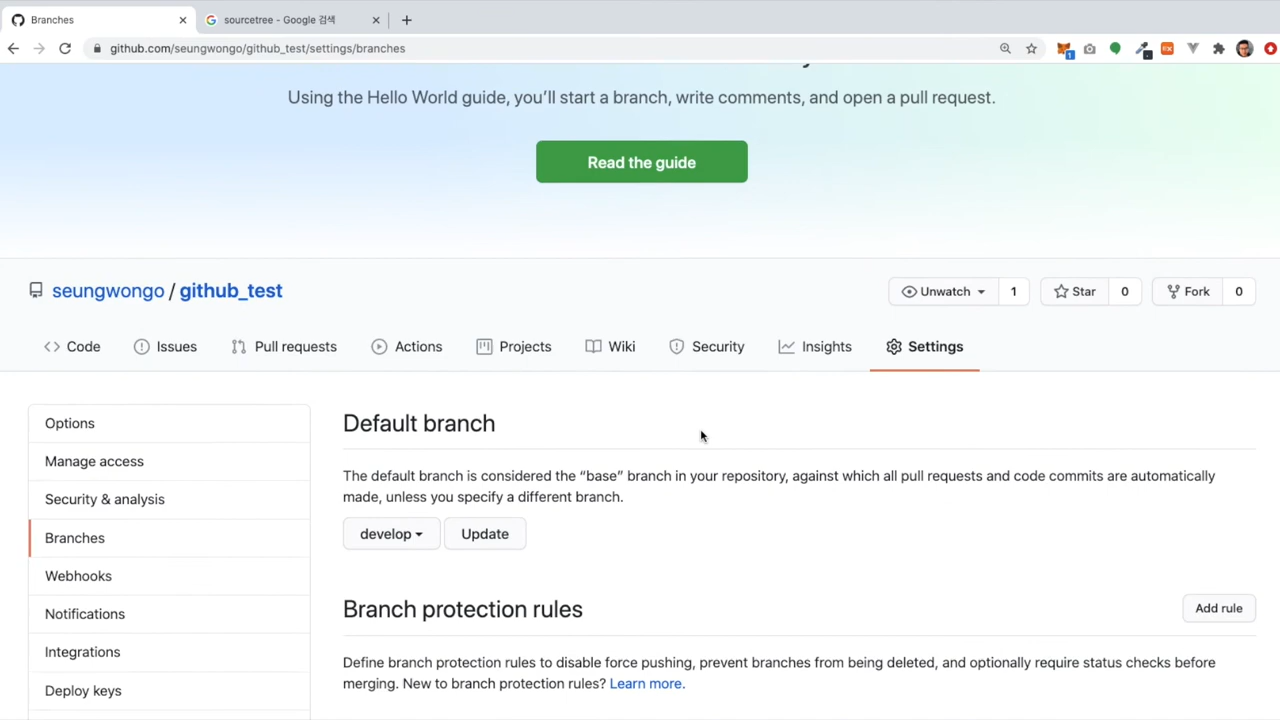 Branches
sourcetree - Google 검색
github.com/seungwongo/github_test/settings/branches
Using the Hello World guide, you’ll start a branch, write comments, and open a pull request.
Read the guide
seungwongo / github_test
Unwatch 1
Star 0
Fork 0
Code
Issues
Pull requests
Actions
Projects
Wiki
Security
Insights
Settings
Options
Manage access
Security & analysis
Branches
Webhooks
Notifications
Integrations
Deploy keys
Default branch
The default branch is considered the “base” branch in your repository, against which all pull requests and code commits are automatically
made, unless you specify a different branch.
develop
Update
Branch protection rules
Add rule
Define branch protection rules to disable force pushing, prevent branches from being deleted, and optionally require status checks before
merging. New to branch protection rules? Learn more.